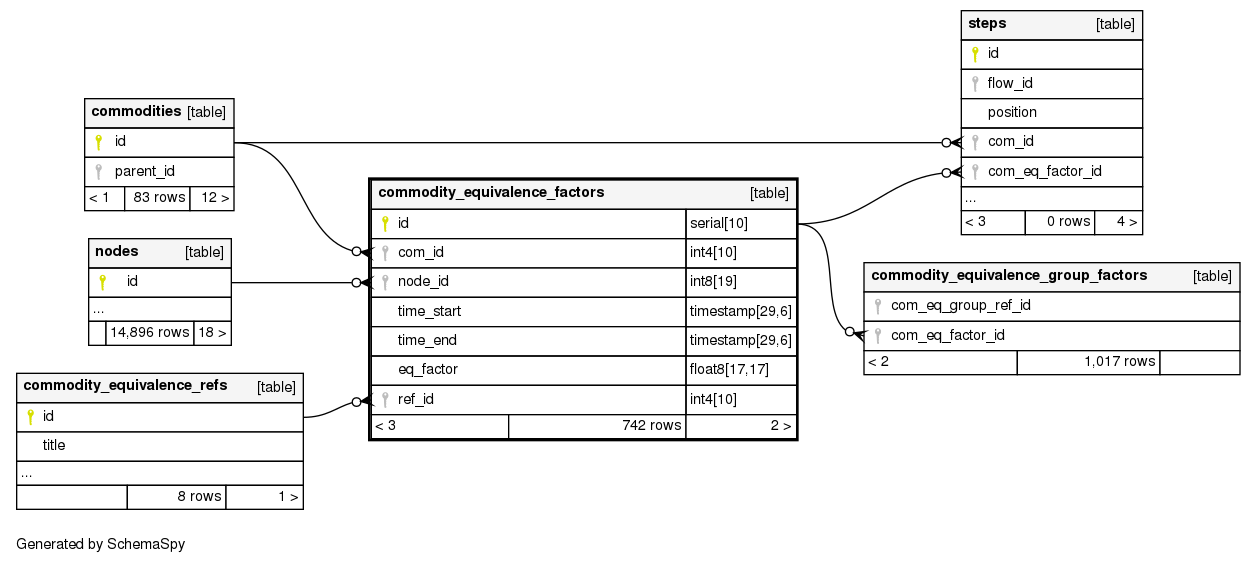 steps [table]
id
flow_id
position
com_id
com_eq_factor_id
...
< 3 0 rows 4 >
commodities [table]
id
parent_id
< 1 83 rows 12 >
commodity_equivalence_factors [table]
id serial[10]
com_id int4[10]
node_id int8[19]
time_start timestamp[29,6]
time_end timestamp[29,6]
eq_factor float8[17,17]
ref_id int4[10]
< 3 742 rows 2 >
nodes [table]
id
...
14,896 rows 18 >
commodity_equivalence_group_factors [table]
com_eq_group_ref_id
com_eq_factor_id
< 2 1,017 rows
commodity_equivalence_refs [table]
id
title
...
8 rows 1 >
Generated by SchemaSpy